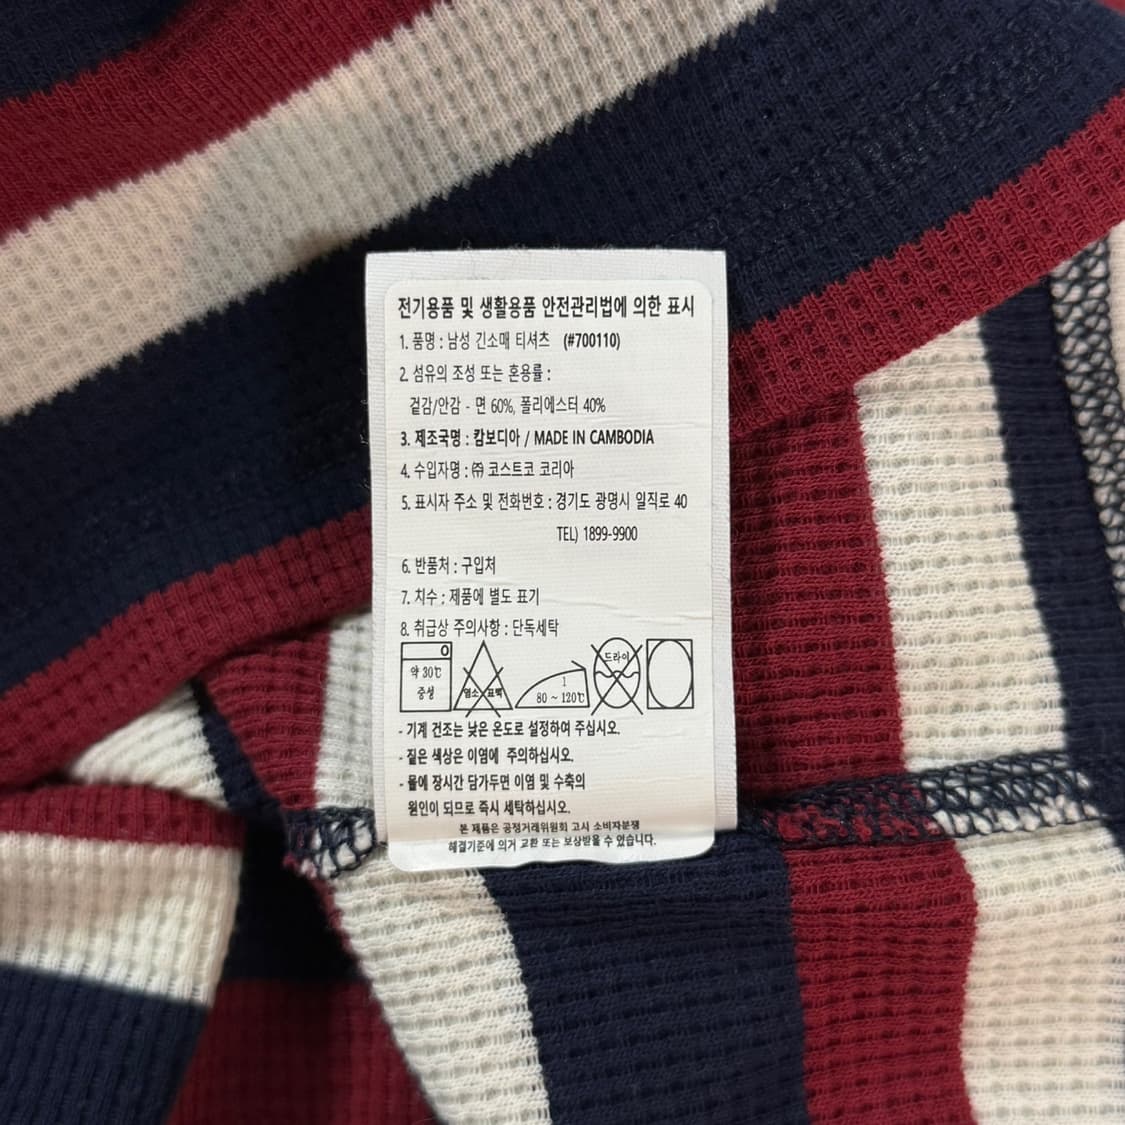 전기용품 및 생활용품 안전관리법에 의한 표시
1. 품명 : 남성 긴소매 티셔츠 (#700110)
2. 섬유의 조성 또는 혼용률 :
겉감/안감 - 면 60%, 폴리에스터 40%
3. 제조국명 : 캄보디아 / MADE IN CAMBODIA
4. 수입자명 : ㈜ 코스트코 코리아
5. 표시자 주소 및 전화번호 : 경기도 광명시 일직로 40
TEL) 1899-9900
6. 반품처 : 구입처
7. 치수 : 제품에 별도 표기
8. 취급상 주의사항 : 단독세탁
약 30℃
중성
염소 표백
1
80 ~ 120℃
드라이
- 기계 건조는 낮은 온도로 설정하여 주십시오.
- 짙은 색상은 이염에 주의하십시오.
- 물에 장시간 담가두면 이염 및 수축의
원인이 되므로 즉시 세탁하십시오.
본 제품은 공정거래위원회 고시 소비자분쟁
해결기준에 의거 교환 또는 보상받을 수 있습니다.